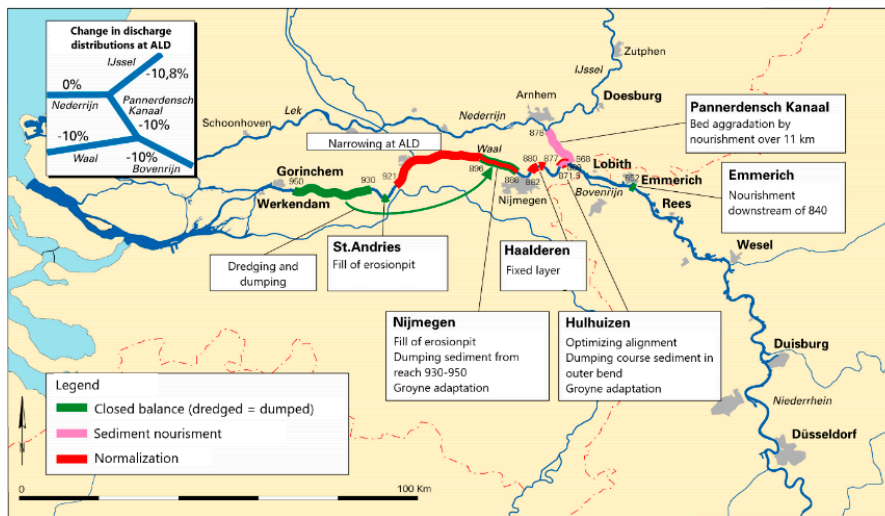 Change in discharge
distributions at ALD
IJssel
0%
-10,8%
Nederrijn
Pannerdensch
Kanaal
-10%
-10%
Waal
-10%
Bovenrijn
Zutphen
IJssel
Arnhem
Doesburg
Nederrijn
Lek
Schoonhoven
878
Narrowing at ALD
Waal
Pannerdensch Kanaal
Bed aggradation by
nourishment over 11 km
Gorinchem
950
930
921
896
886
880
882
877
868
871.5
Lobith
Emmerich
Bovenrijn
Rees
Nijmegen
Werkendam
Emmerich
Nourishment
downstream of 840
Wesel
St.Andries
Fill of erosionpit
Haalderen
Fixed layer
Dredging and
dumping
Nijmegen
Fill of erosionpit
Dumping sediment from
reach 930-950
Groyne adaptation
Hulhuizen
Optimizing alignment
Dumping course sediment in
outer bend
Groyne adaptation
Duisburg
Niederrhein
Düsseldorf
Legend
Closed balance (dredged = dumped)
Sediment nourisment
Normalization
0
100 Km